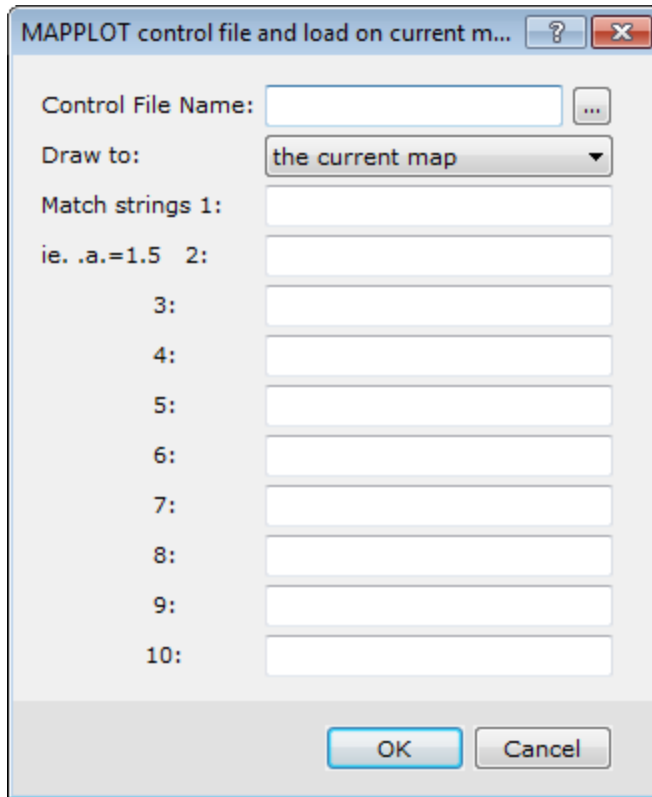 MAPPLOT control file and load on current m... ?
Control File Name: ...
Draw to: the current map
Match strings 1:
ie. .a.=1.5 2:
3:
4:
5:
6:
7:
8:
9:
10:
OK Cancel